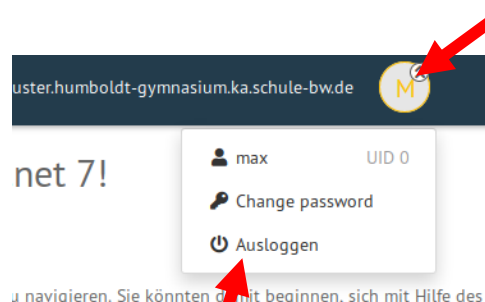 uster.humboldt-gymnasium.ka.schule-bw.de
M
net 7!
max UID 0
Change password
Ausloggen
u navigieren. Sie könnten damit beginnen, sich mit Hilfe des